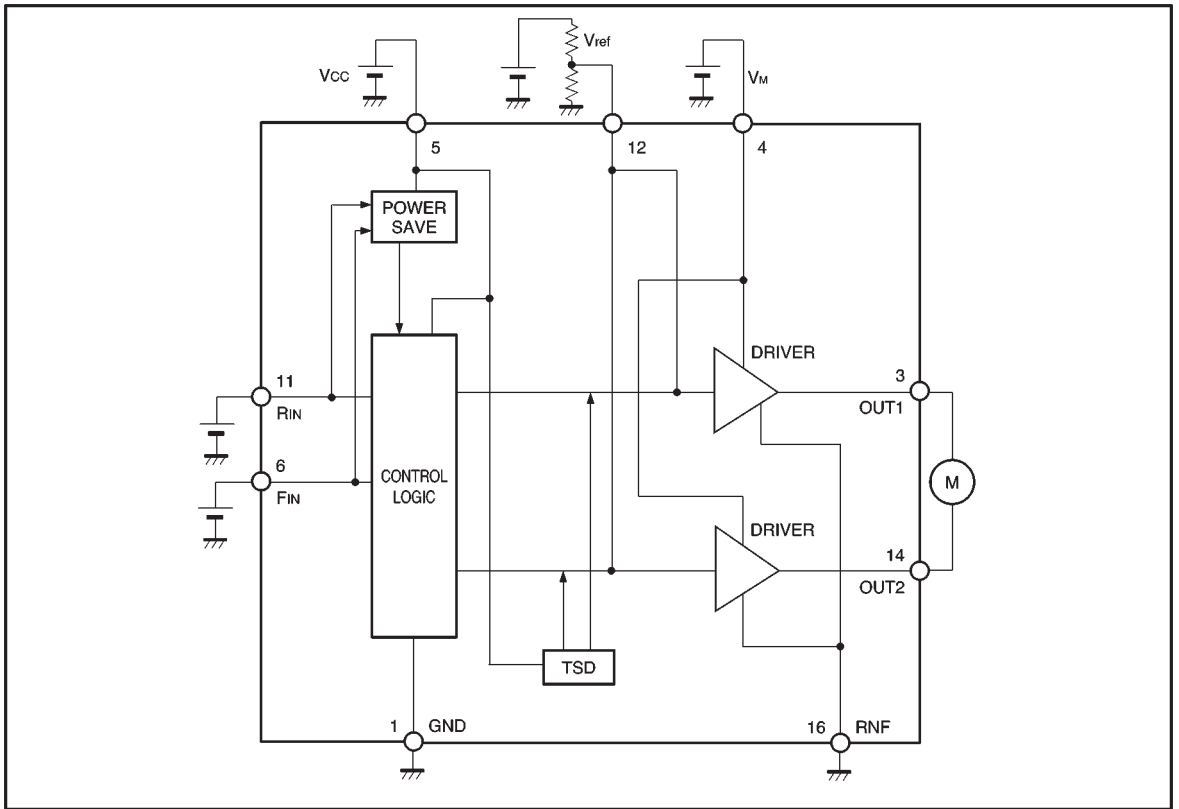 Vref
VCC
VM
5
12
4
POWER
SAVE
DRIVER
11
RIN
3
OUT1
6
FIN
CONTROL
LOGIC
M
DRIVER
14
OUT2
TSD
1 GND
16 RNF